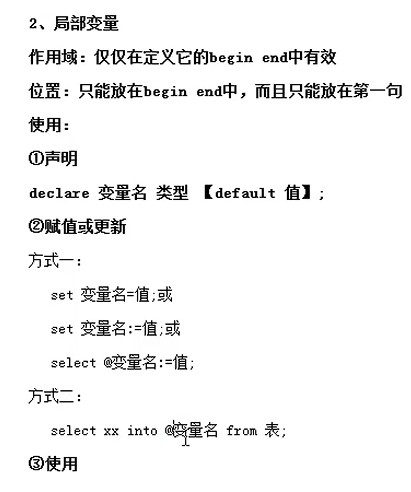 2、局部变量
作用域：仅仅在定义它的begin end中有效
位置：只能放在begin end中，而且只能放在第一句
使用：
①声明
declare 变量名 类型 【default 值】;
②赋值或更新
方式一：
set 变量名=值;或
set 变量名:=值;或
select @变量名:=值;
方式二：
select xx into @变量名 from 表;
③使用